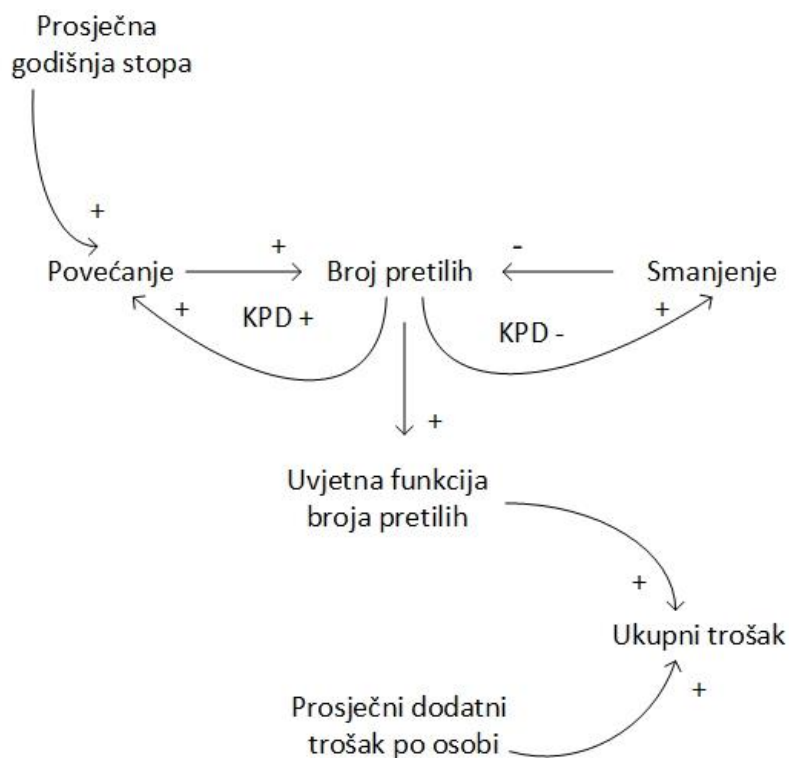 Prosječna
godišnja stopa
+
+
-
Povećanje
Broj pretilih
Smanjenje
+
KPD +
KPD -
+
+
Uvjetna funkcija
broja pretilih
+
Ukupni trošak
+
Prosječni dodatni
trošak po osobi